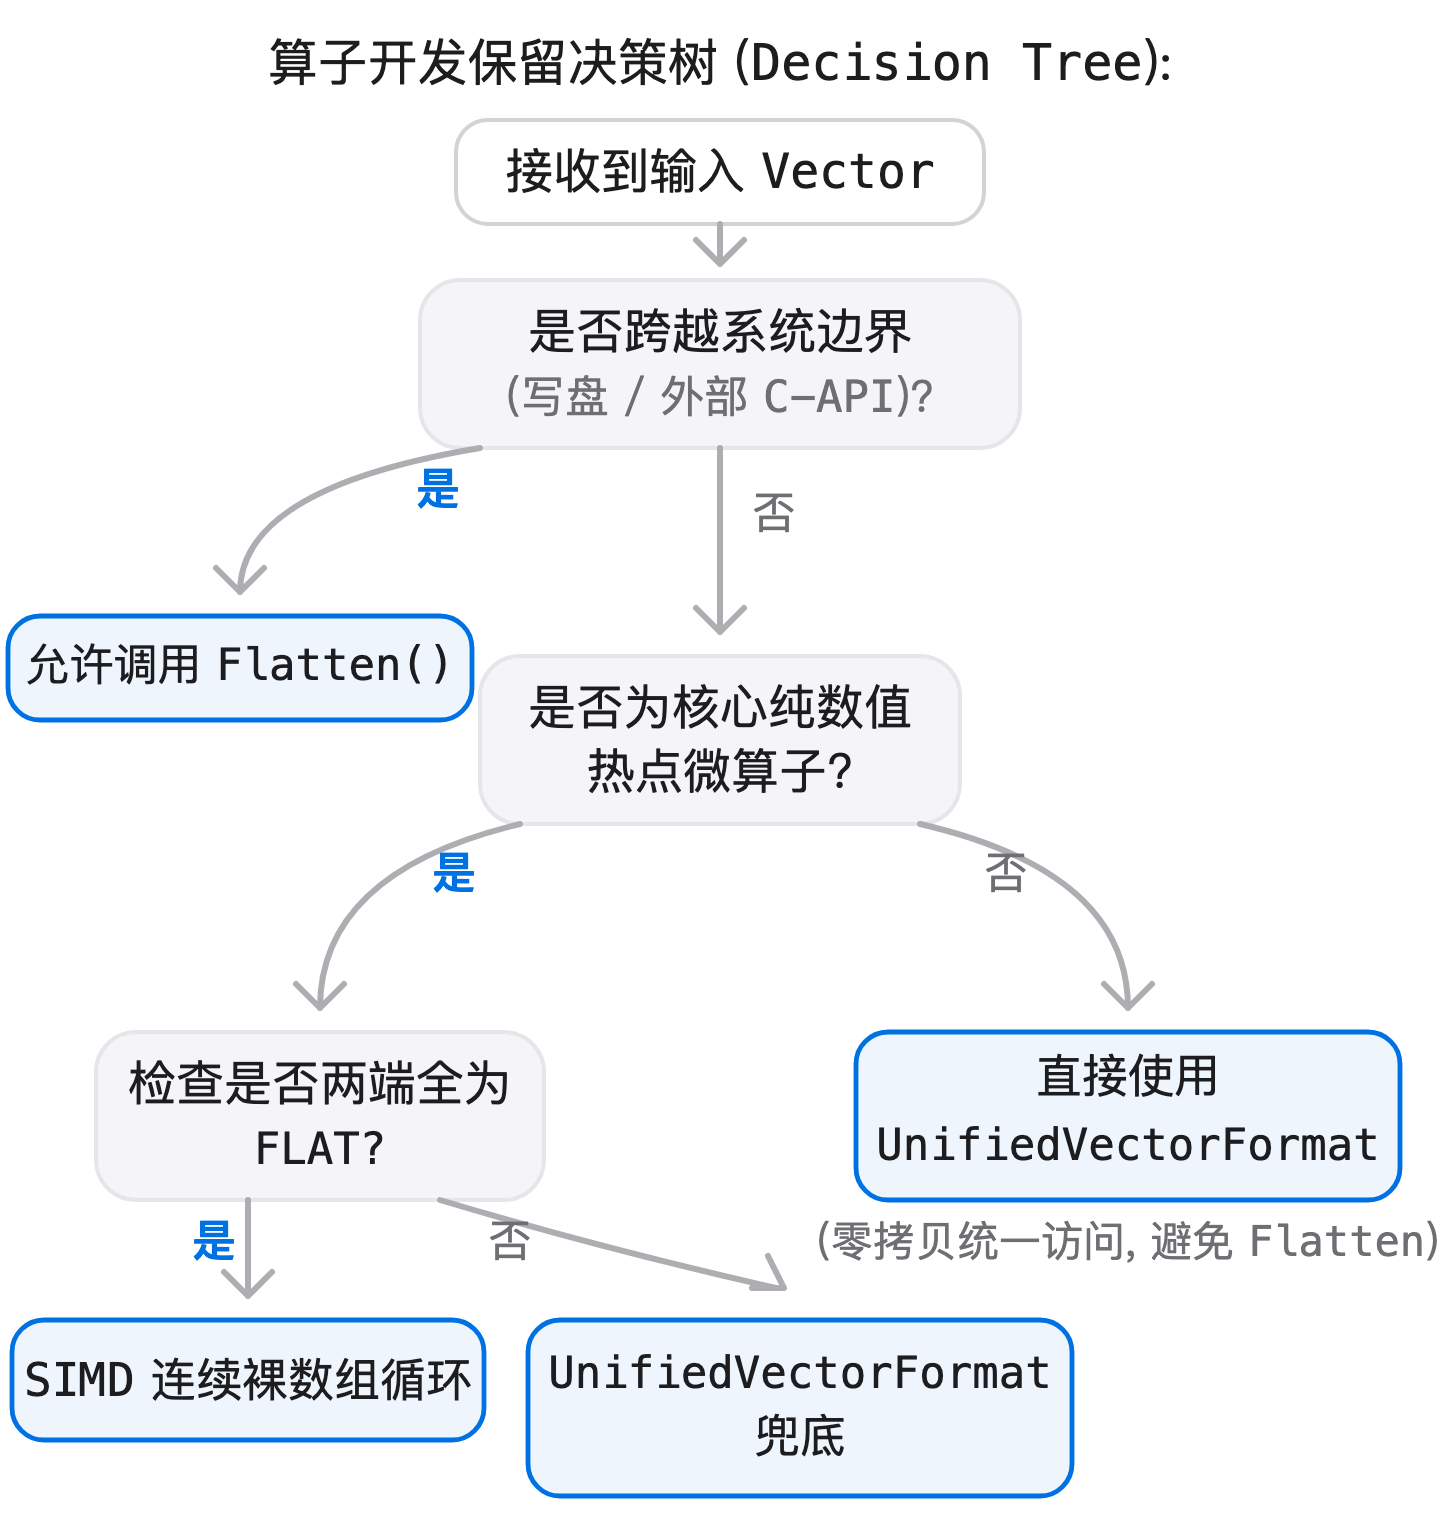 算子开发保留决策树 (Decision Tree):
接收到输入 Vector
是否跨越系统边界
(写盘 / 外部 C-API)?
是
否
允许调用 Flatten()
是否为核心纯数值
热点微算子?
是
否
检查是否两端全为
FLAT?
直接使用
UnifiedVectorFormat
(零拷贝统一访问, 避免 Flatten)
是
否
SIMD 连续裸数组循环
UnifiedVectorFormat
兜底